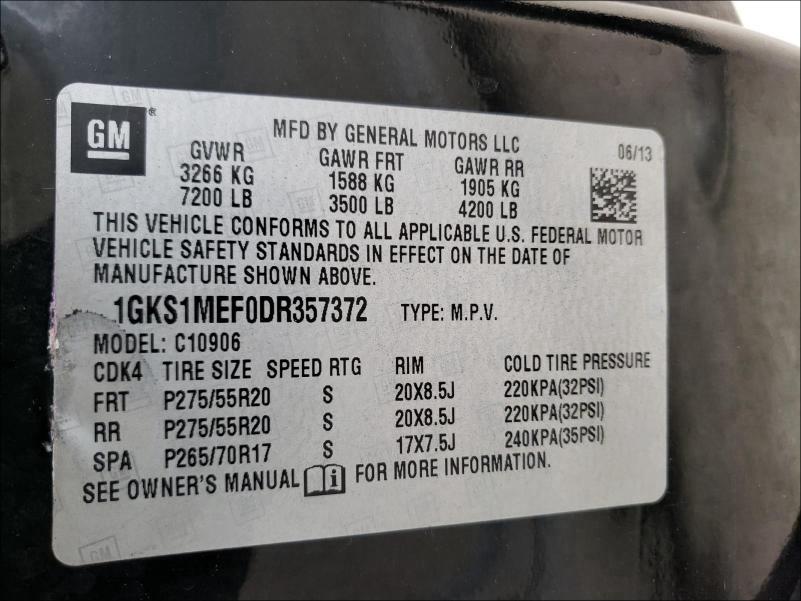 GM®
MFD BY GENERAL MOTORS LLC
06/13
GVWR GAWR FRT GAWR RR
3266 KG 1588 KG 1905 KG
7200 LB 3500 LB 4200 LB
THIS VEHICLE CONFORMS TO ALL APPLICABLE U.S. FEDERAL MOTOR
VEHICLE SAFETY STANDARDS IN EFFECT ON THE DATE OF
MANUFACTURE SHOWN ABOVE.
1GKS1MEF0DR357372 TYPE: M.P.V.
MODEL: C10906
CDK4 TIRE SIZE SPEED RTG RIM COLD TIRE PRESSURE
FRT P275/55R20 S 20X8.5J 220KPA(32PSI)
RR P275/55R20 S 20X8.5J 220KPA(32PSI)
SPA P265/70R17 S 17X7.5J 240KPA(35PSI)
SEE OWNER'S MANUAL FOR MORE INFORMATION.
GM